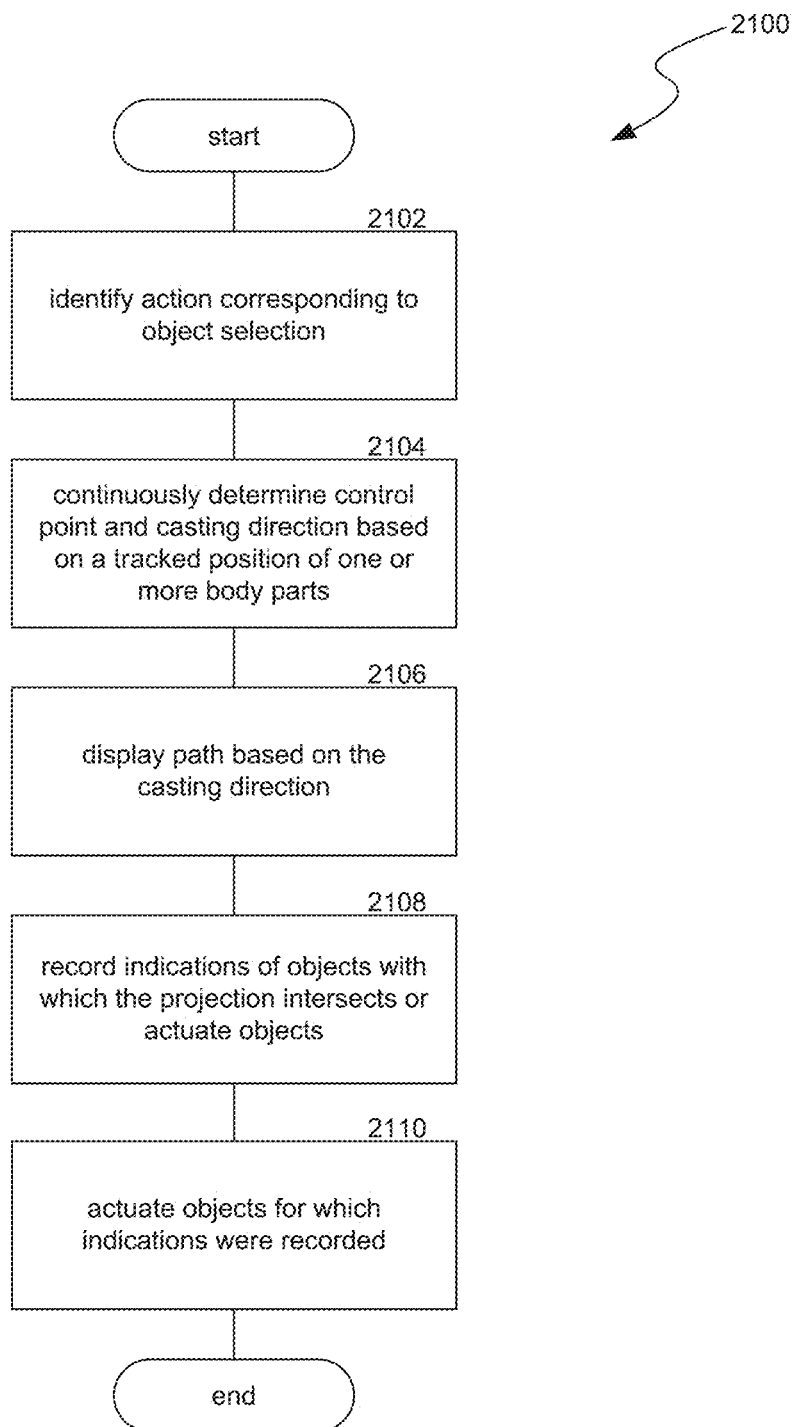 2100
start
2102
identify action corresponding to
object selection
2104
continuously determine control
point and casting direction based
on a tracked position of one or
more body parts
2106
display path based on the
casting direction
2108
record indications of objects with
which the projection intersects or
actuate objects
2110
actuate objects for which
indications were recorded
end